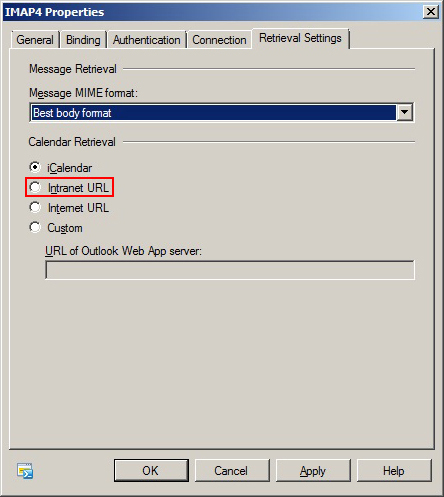 IMAP4 Properties
General Binding Authentication Connection Retrieval Settings
Message Retrieval
Message MIME format:
Best body format
Calendar Retrieval
iCalendar
Intranet URL
Internet URL
Custom
URL of Outlook Web App server:
OK Cancel Apply Help